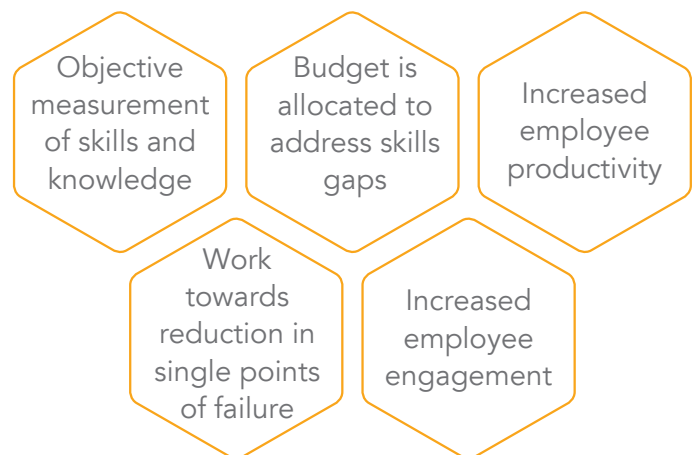 Objective
measurement
of skills and
knowledge
Budget is
allocated to
address skills
gaps
Increased
employee
productivity
Work
towards
reduction in
single points
of failure
Increased
employee
engagement